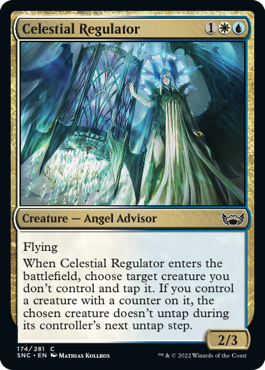 Celestial Regulator 1
Creature — Angel Advisor
Flying
When Celestial Regulator enters the
battlefield, choose target creature you
don't control and tap it. If you control
a creature with a counter on it, the
chosen creature doesn't untap during
its controller's next untap step.
2/3
174/281 C
SNC • EN Mathias Kollros
™ & © 2022 Wizards of the Coast